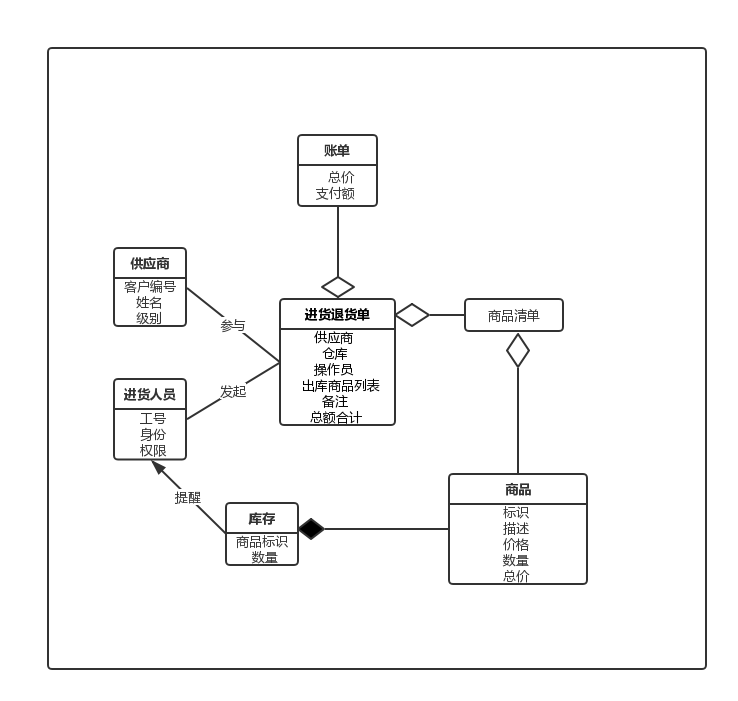 账单
总价
支付额
供应商
客户编号
姓名
级别
参与
进货退货单
供应商
仓库
操作员
出库商品列表
备注
总额合计
商品清单
进货人员
工号
身份
权限
发起
提醒
库存
商品标识
数量
商品
标识
描述
价格
数量
总价